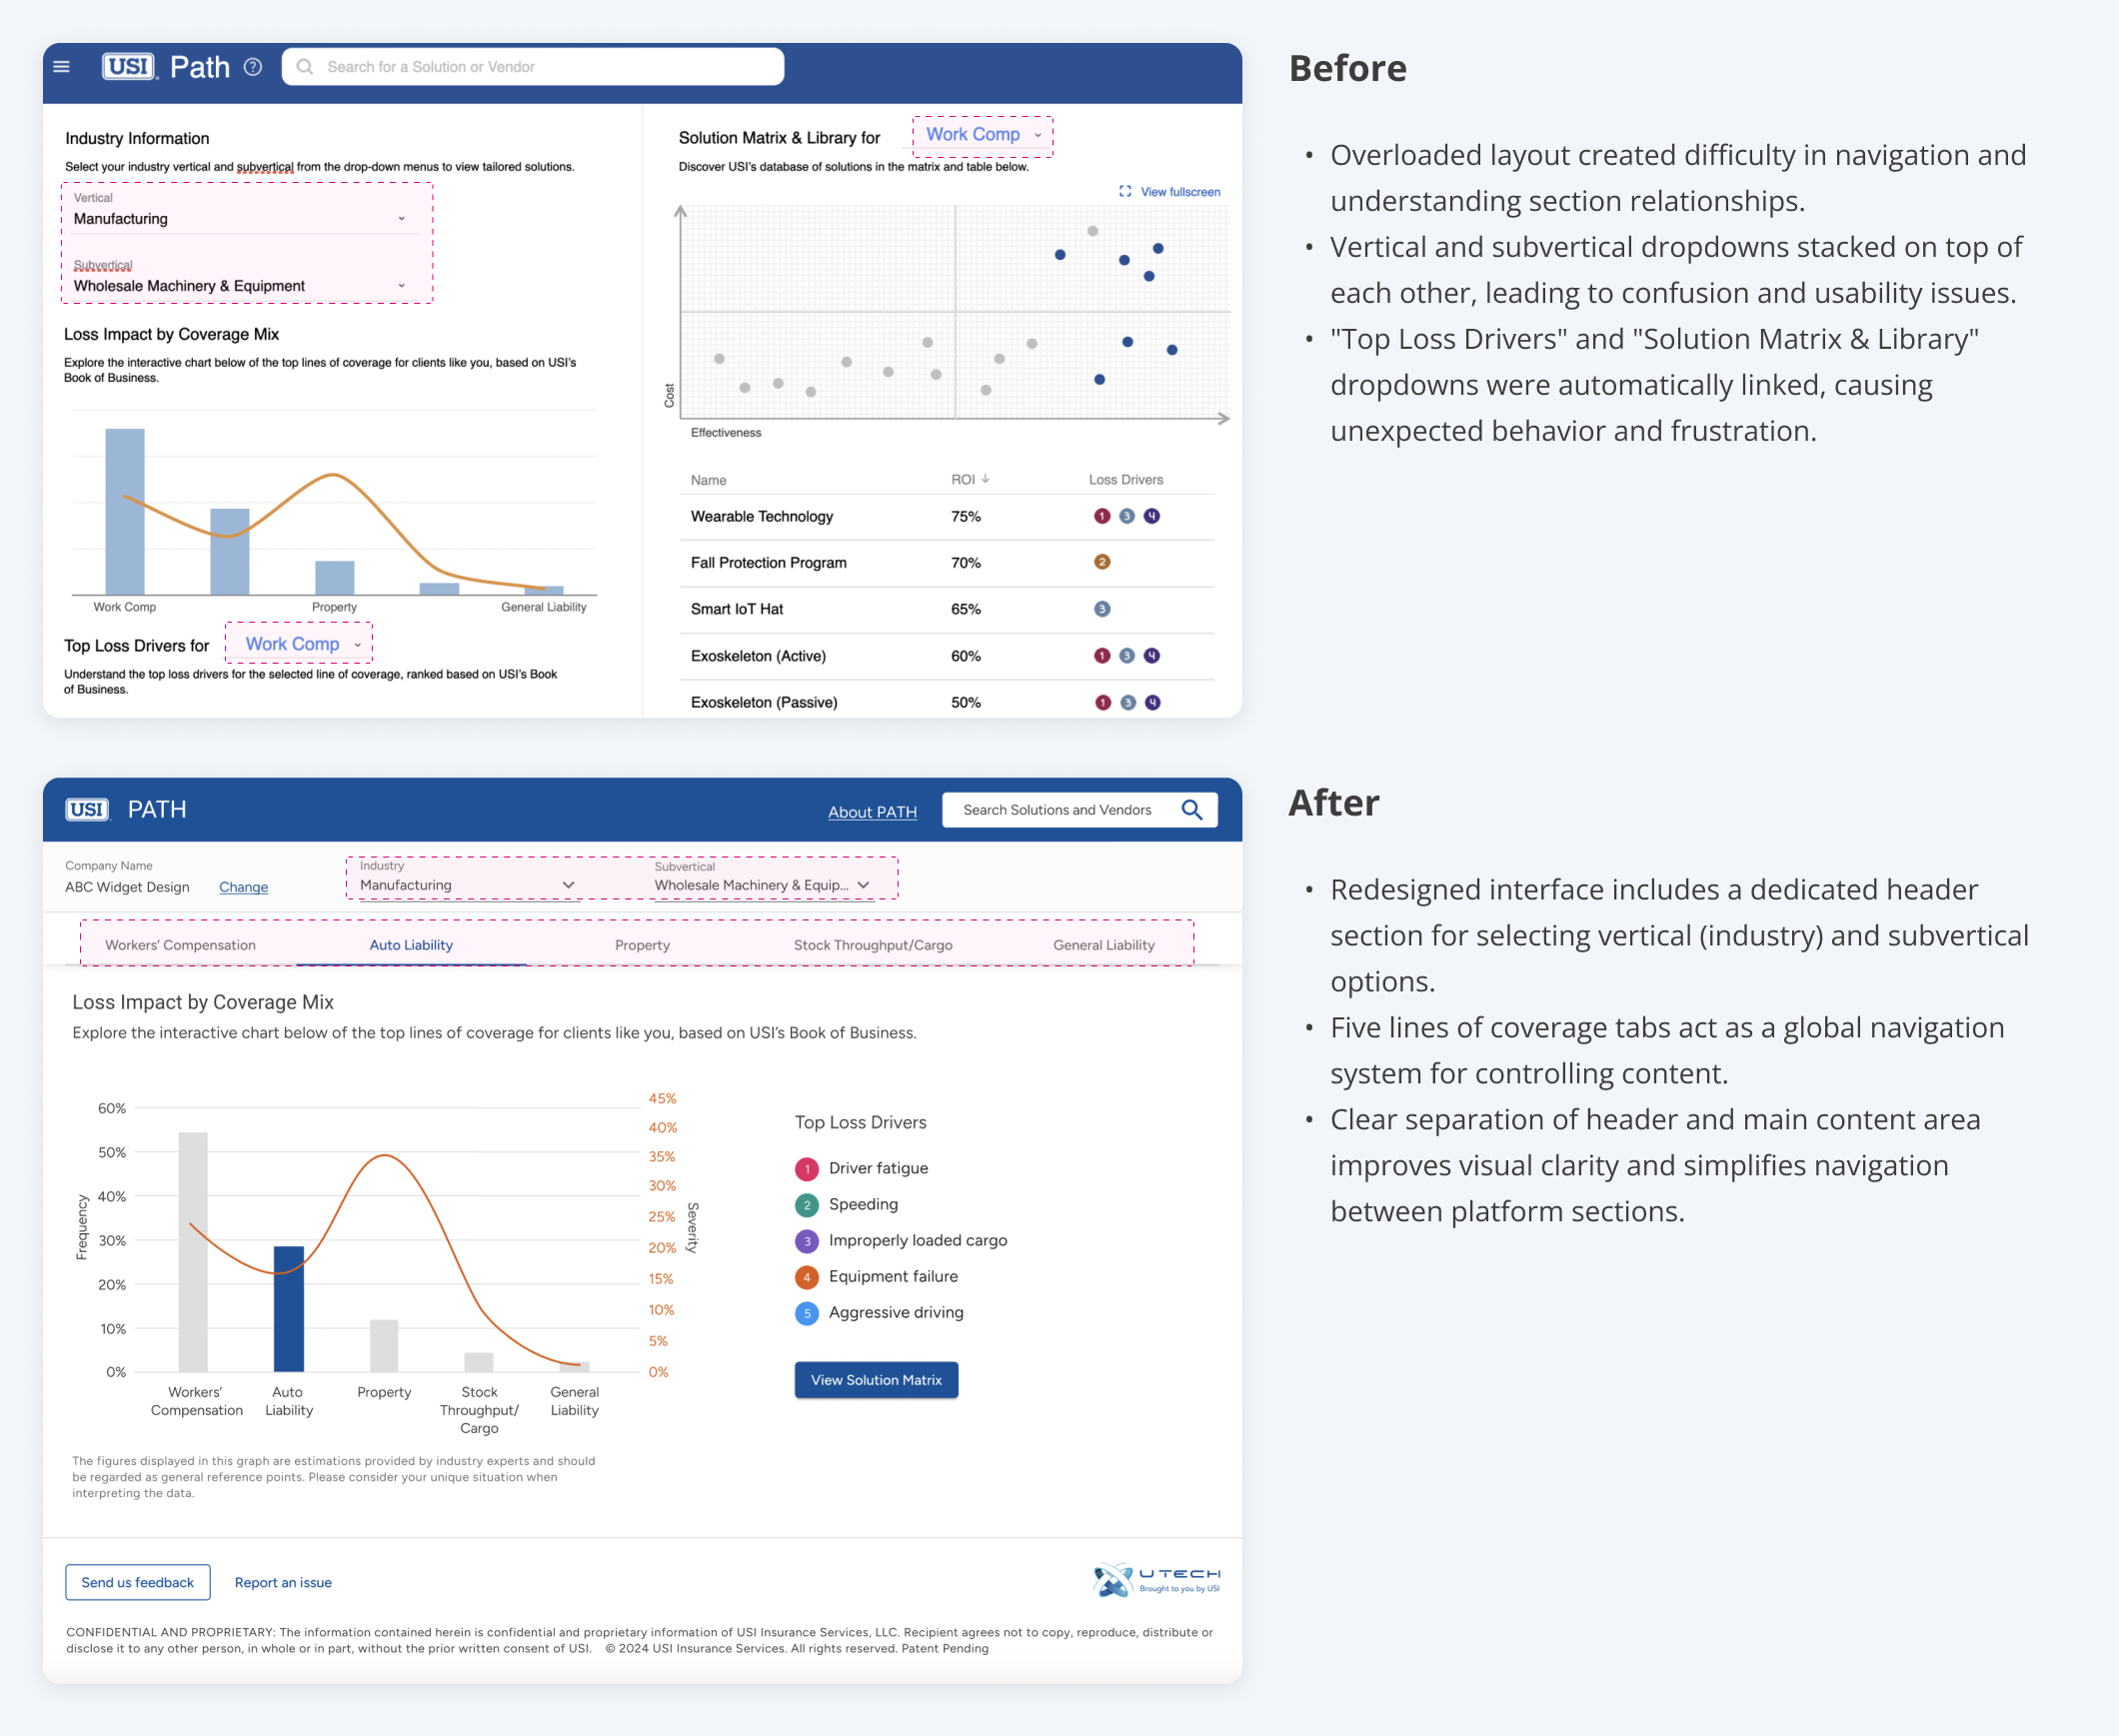 USI Path ?
Search for a Solution or Vendor
Industry Information
Select your industry vertical and subvertical from the drop-down menus to view tailored solutions.
Vertical
Manufacturing
Subvertical
Wholesale Machinery & Equipment
Loss Impact by Coverage Mix
Explore the interactive chart below of the top lines of coverage for clients like you, based on USI's
Book of Business.
Work Comp
Property
General Liability
Top Loss Drivers for Work Comp
Understand the top loss drivers for the selected line of coverage, ranked based on USI's Book
of Business.
Solution Matrix & Library for Work Comp
Discover USI's database of solutions in the matrix and table below.
View fullscreen
Cost
Effectiveness
Name ROI Loss Drivers
Wearable Technology 75% 1 3 4
Fall Protection Program 70% 2
Smart IoT Hat 65% 3
Exoskeleton (Active) 60% 1 3 4
Exoskeleton (Passive) 50% 1 3 4
Before
• Overloaded layout created difficulty in navigation and
understanding section relationships.
• Vertical and subvertical dropdowns stacked on top of
each other, leading to confusion and usability issues.
• "Top Loss Drivers" and "Solution Matrix & Library"
dropdowns were automatically linked, causing
unexpected behavior and frustration.
USI PATH
About PATH
Search Solutions and Vendors
Company Name
ABC Widget Design Change
Industry
Manufacturing
Subvertical
Wholesale Machinery & Equip...
Workers' Compensation Auto Liability Property Stock Throughput/Cargo General Liability
Loss Impact by Coverage Mix
Explore the interactive chart below of the top lines of coverage for clients like you, based on USI's Book of Business.
Frequency
60%
50%
40%
30%
20%
10%
0%
45%
40%
35%
30%
25%
20%
15%
10%
5%
0%
Severity
Workers'
Compensation
Auto
Liability
Property
Stock
Throughput/
Cargo
General
Liability
Top Loss Drivers
1 Driver fatigue
2 Speeding
3 Improperly loaded cargo
4 Equipment failure
5 Aggressive driving
View Solution Matrix
The figures displayed in this graph are estimations provided by industry experts and should
be regarded as general reference points. Please consider your unique situation when
interpreting the data.
Send us feedback
Report an issue
UTECH
Brought to you by USI
CONFIDENTIAL AND PROPRIETARY: The information contained herein is confidential and proprietary information of USI Insurance Services, LLC. Recipient agrees not to copy, reproduce, distribute or
disclose it to any other person, in whole or in part, without the prior written consent of USI. © 2024 USI Insurance Services. All rights reserved. Patent Pending
After
• Redesigned interface includes a dedicated header
section for selecting vertical (industry) and subvertical
options.
• Five lines of coverage tabs act as a global navigation
system for controlling content.
• Clear separation of header and main content area
improves visual clarity and simplifies navigation
between platform sections.